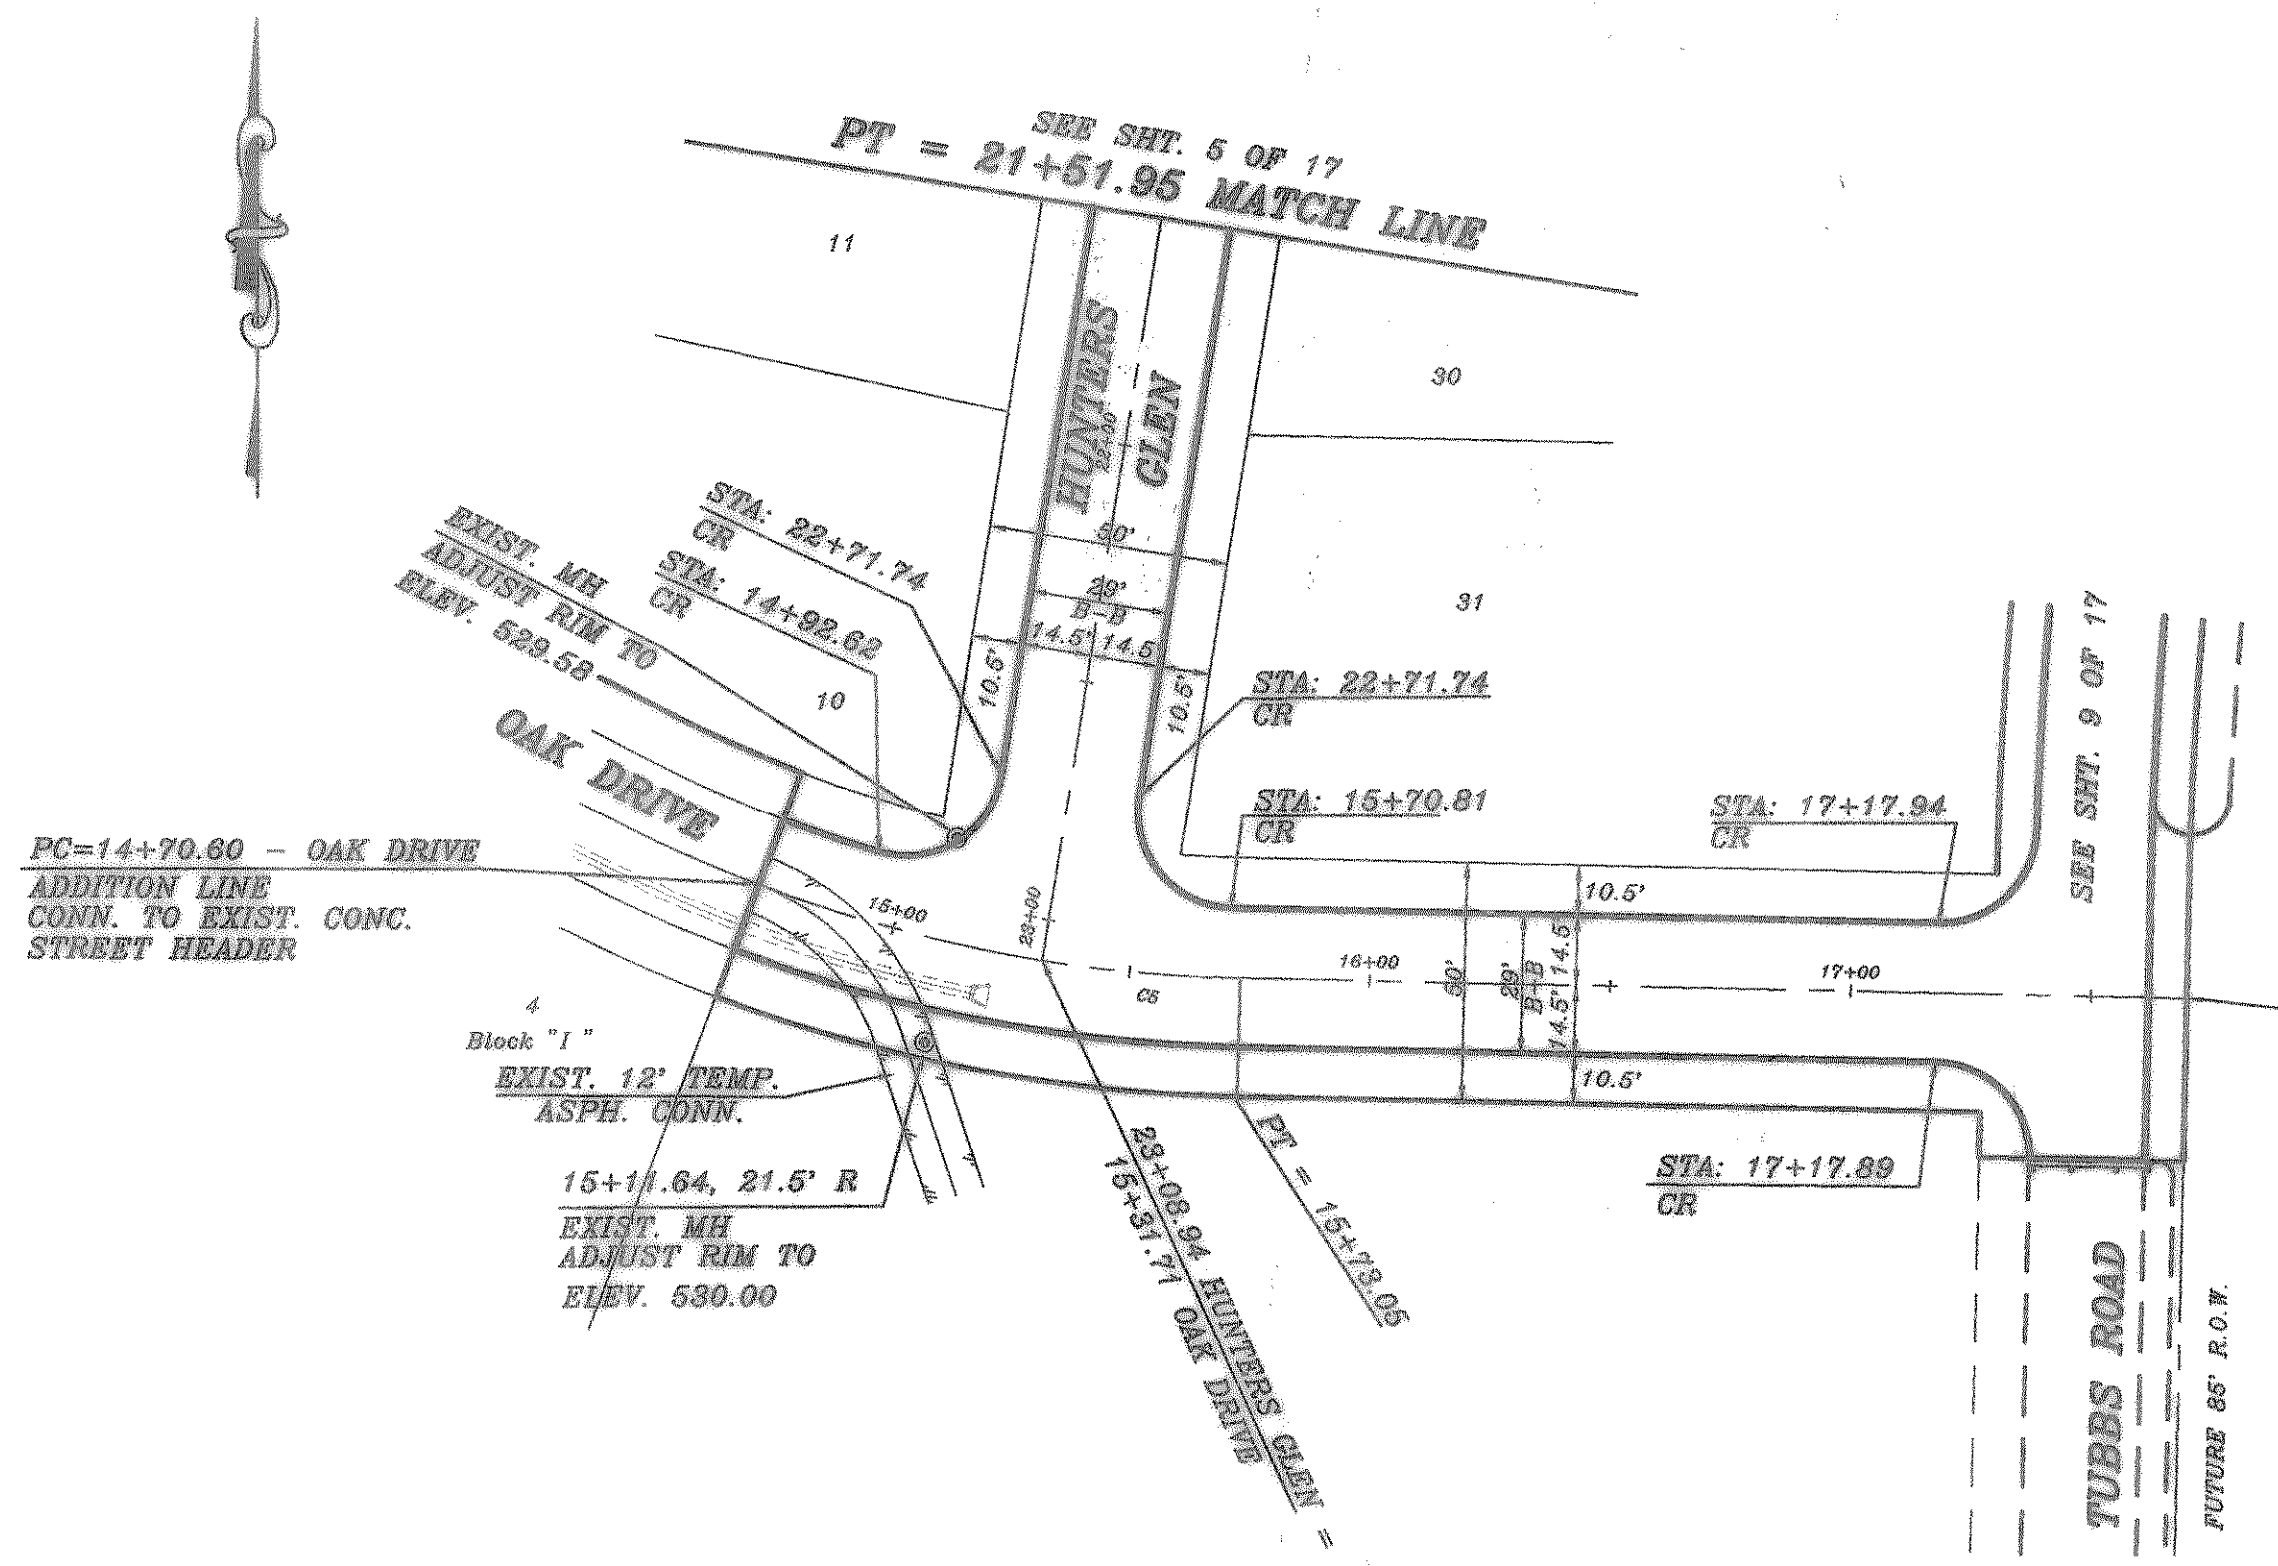 SEE SHT. 5 OF 17
PT = 21+51.95 MATCH LINE
11
HUNTERS
GLEN
22+00
30
50'
29'
B-B
14.5' 14.5'
10.5'
10.5'
31
STA: 22+71.74
CR
STA: 14+92.62
CR
EXIST. MH
ADJUST RIM TO
ELEV. 529.58
10
OAK DRIVE
STA: 22+71.74
CR
STA: 15+70.81
CR
STA: 17+17.94
CR
SEE SHT. 9 OF 17
PC=14+70.60 - OAK DRIVE
ADDITION LINE
CONN. TO EXIST. CONC.
STREET HEADER
15+00
23+00
C5
16+00
17+00
50'
29'
B-B
14.5' 14.5'
10.5'
10.5'
4
Block "I"
EXIST. 12' TEMP.
ASPH. CONN.
15+11.64, 21.5' R
EXIST. MH
ADJUST RIM TO
ELEV. 530.00
23+08.94 HUNTERS GLEN =
15+31.71 OAK DRIVE
PT = 15+73.05
STA: 17+17.89
CR
TUBBS ROAD
FUTURE 85' R.O.W.